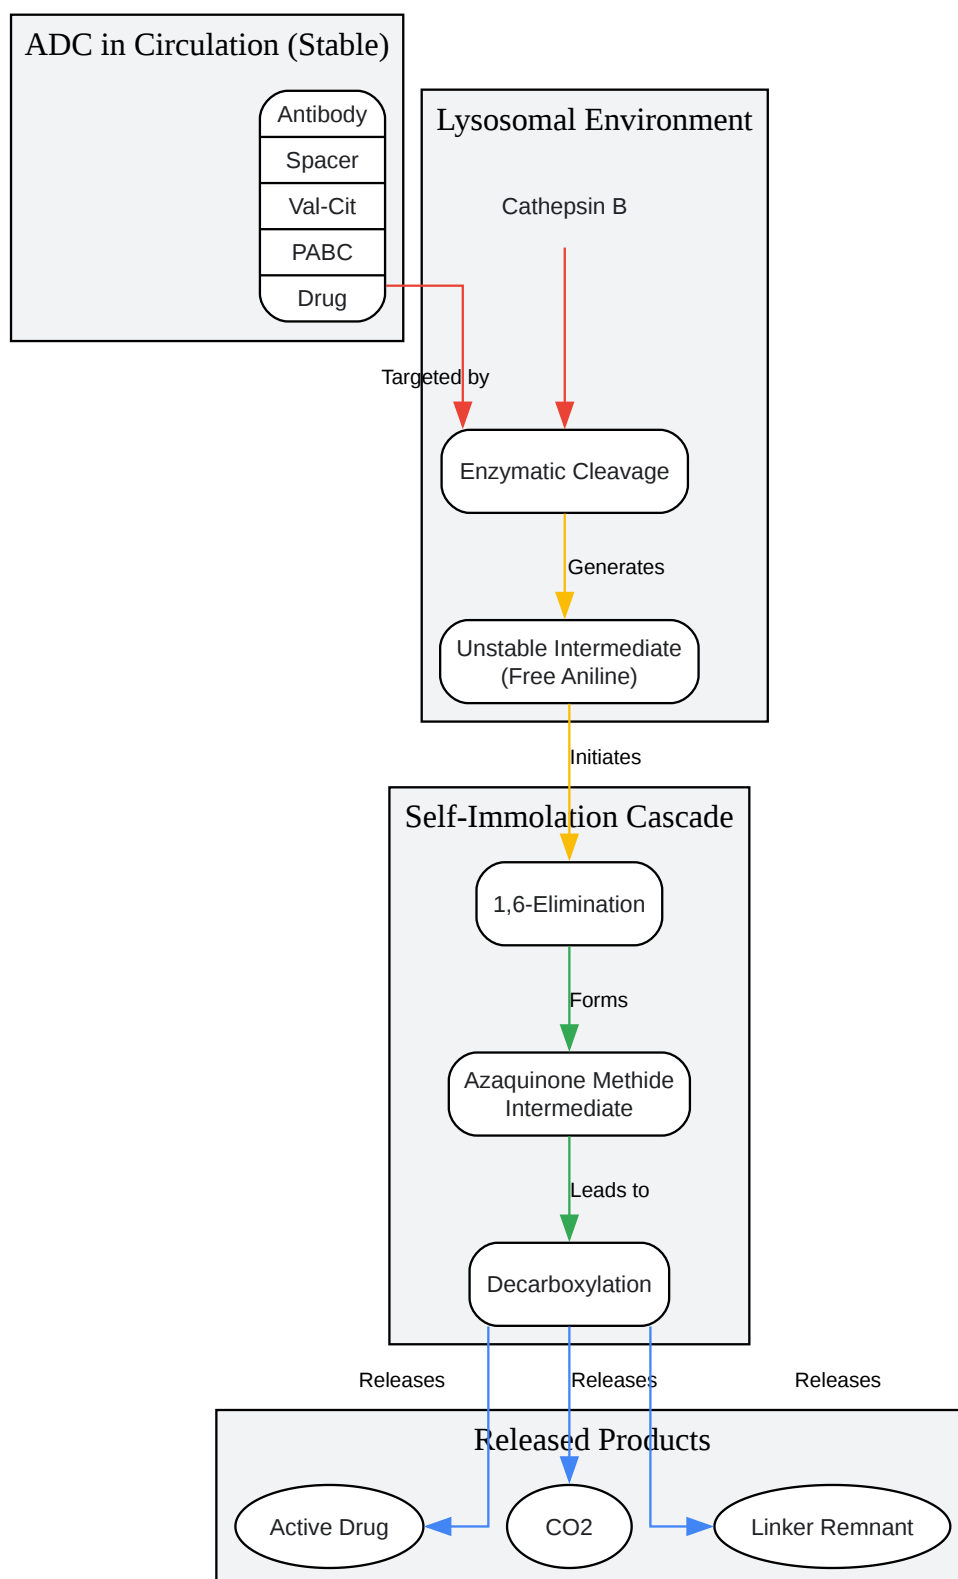 ADC in Circulation (Stable)
Antibody
Spacer
Val-Cit
PABC
Drug
Lysosomal Environment
Cathepsin B
Targeted by
Enzymatic Cleavage
Generates
Unstable Intermediate
(Free Aniline)
Initiates
Self-Immolation Cascade
1,6-Elimination
Forms
Azaquinone Methide
Intermediate
Leads to
Decarboxylation
Releases
Releases
Releases
Released Products
Active Drug
CO2
Linker Remnant